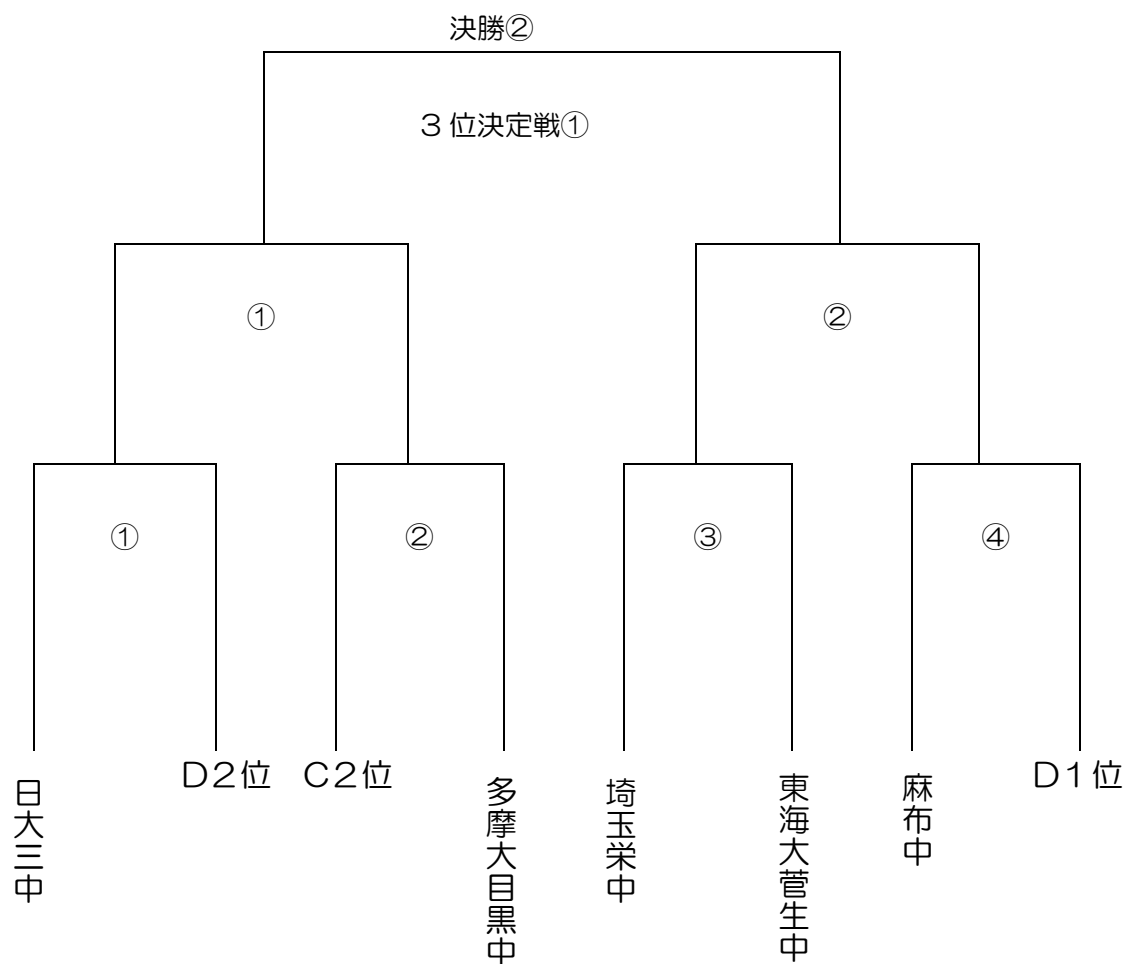 決勝②
3位決定戦①
①
②
①
②
③
④
日大三中
D2位
C2位
多摩大目黒中
埼玉栄中
東海大菅生中
麻布中
D1位